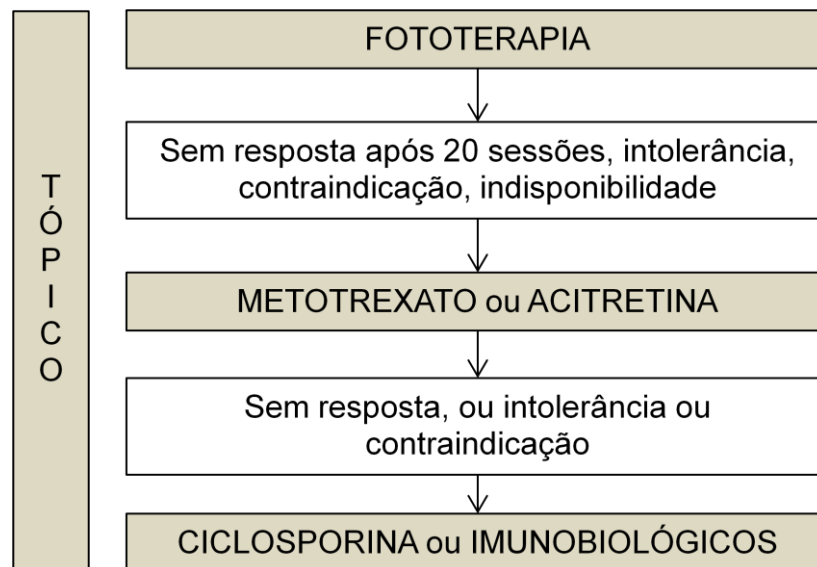 TÓPICO
FOTOTERAPIA
Sem resposta após 20 sessões, intolerância,
contraindicação, indisponibilidade
METOTREXATO ou ACITRETINA
Sem resposta, ou intolerância ou
contraindicação
CICLOSPORINA ou IMUNOBIOLÓGICOS